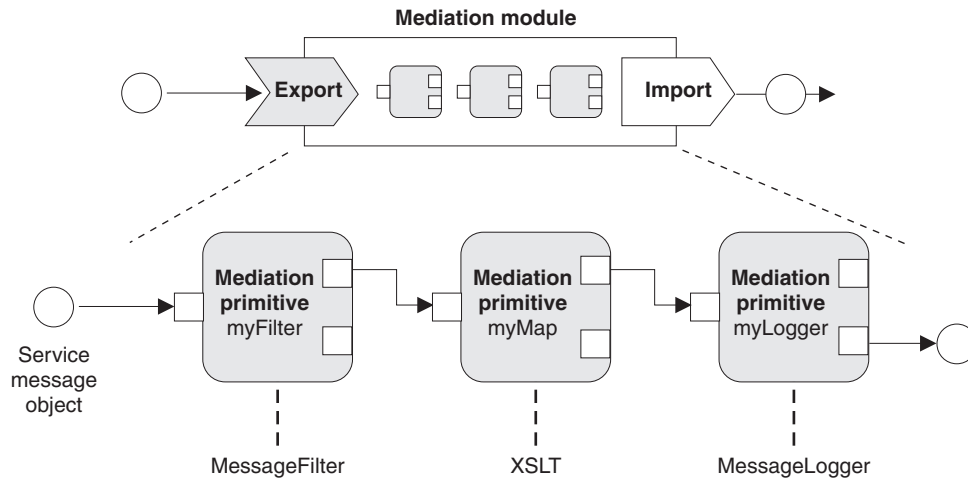 Mediation module
Export
Import
Mediation
primitive
myFilter
Mediation
primitive
myMap
Mediation
primitive
myLogger
Service
message
object
MessageFilter
XSLT
MessageLogger